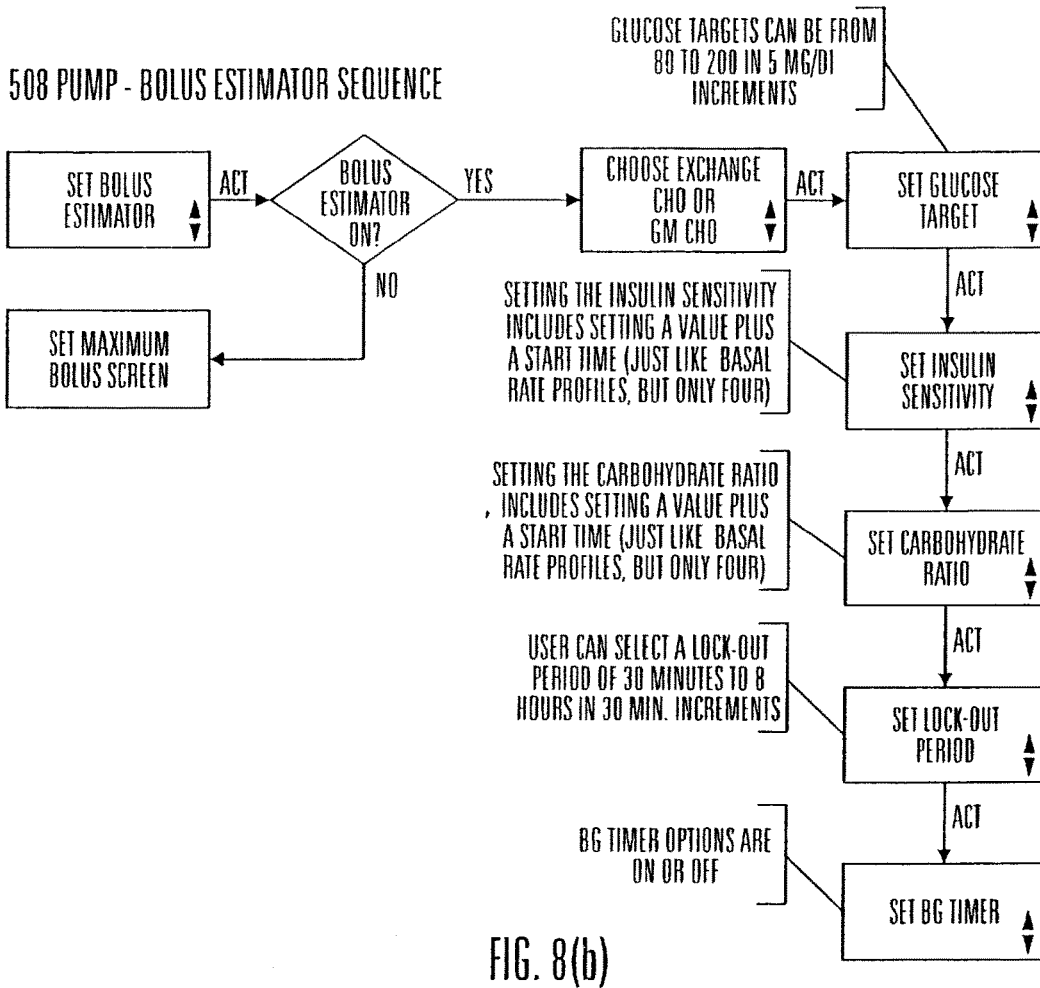 GLUCOSE TARGETS CAN BE FROM
80 TO 200 IN 5 MG/DI
INCREMENTS
508 PUMP - BOLUS ESTIMATOR SEQUENCE
SET BOLUS
ESTIMATOR
ACT
BOLUS
ESTIMATOR
ON?
YES
CHOOSE EXCHANGE
CHO OR
GM CHO
ACT
SET GLUCOSE
TARGET
NO
ACT
SET MAXIMUM
BOLUS SCREEN
SETTING THE INSULIN SENSITIVITY
INCLUDES SETTING A VALUE PLUS
A START TIME (JUST LIKE BASAL
RATE PROFILES, BUT ONLY FOUR)
SET INSULIN
SENSITIVITY
ACT
SETTING THE CARBOHYDRATE RATIO
, INCLUDES SETTING A VALUE PLUS
A START TIME (JUST LIKE BASAL
RATE PROFILES, BUT ONLY FOUR)
SET CARBOHYDRATE
RATIO
ACT
USER CAN SELECT A LOCK-OUT
PERIOD OF 30 MINUTES TO 8
HOURS IN 30 MIN. INCREMENTS
SET LOCK-OUT
PERIOD
ACT
BG TIMER OPTIONS ARE
ON OR OFF
SET BG TIMER
FIG. 8(b)